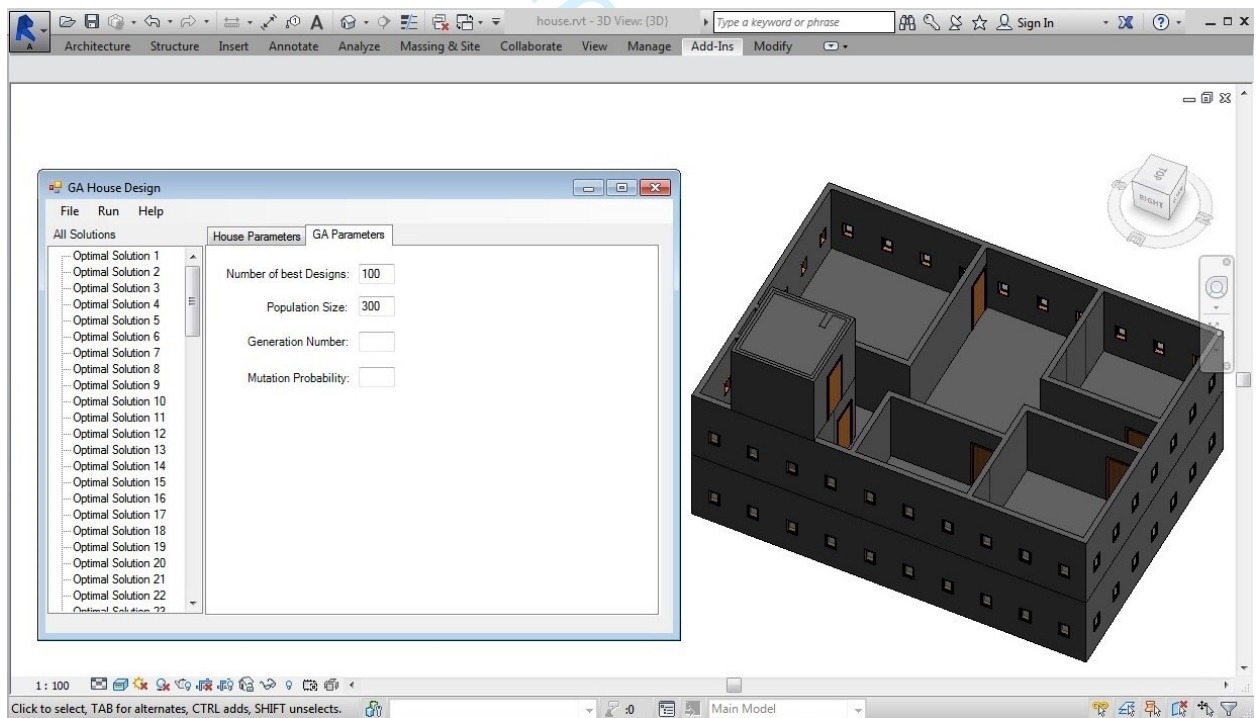 house.rvt - 3D View: {3D}
Type a keyword or phrase
Sign In
A
Architecture Structure Insert Annotate Analyze Massing & Site Collaborate View Manage Add-Ins Modify
GA House Design
File Run Help
All Solutions
House Parameters GA Parameters
Optimal Solution 1
Optimal Solution 2
Optimal Solution 3
Optimal Solution 4
Optimal Solution 5
Optimal Solution 6
Optimal Solution 7
Optimal Solution 8
Optimal Solution 9
Optimal Solution 10
Optimal Solution 11
Optimal Solution 12
Optimal Solution 13
Optimal Solution 14
Optimal Solution 15
Optimal Solution 16
Optimal Solution 17
Optimal Solution 18
Optimal Solution 19
Optimal Solution 20
Optimal Solution 21
Optimal Solution 22
Optimal Solution 23
Number of best Designs: 100
Population Size: 300
Generation Number:
Mutation Probability:
TOP
RIGHT
1 : 100
Click to select, TAB for alternates, CTRL adds, SHIFT unselects.
:0
Main Model